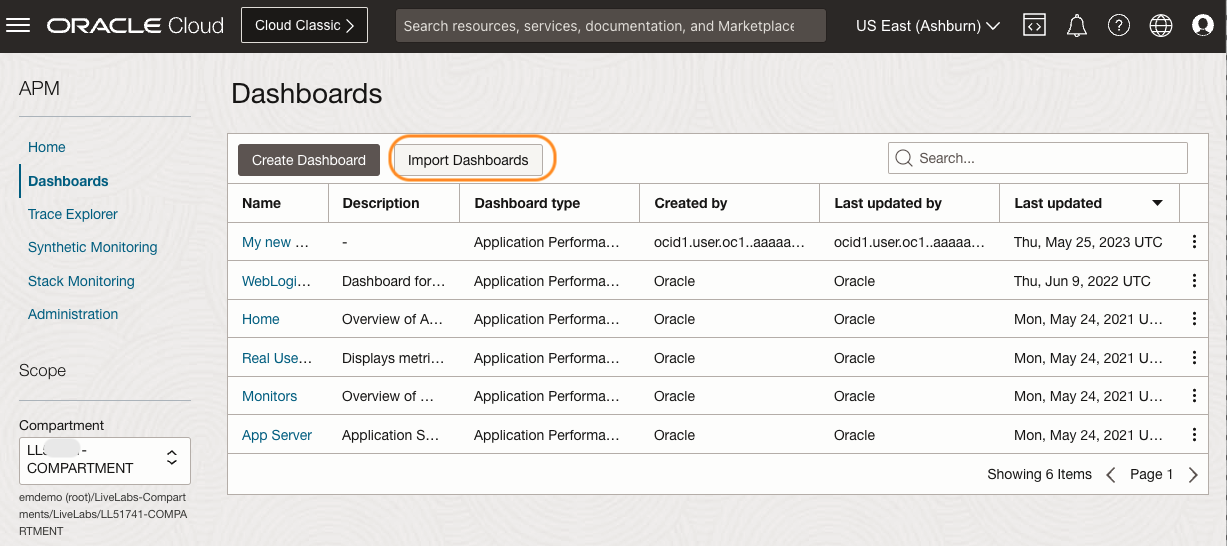 ORACLE Cloud
Cloud Classic
Search resources, services, documentation, and Marketplace
US East (Ashburn)
APM
Home
Dashboards
Trace Explorer
Synthetic Monitoring
Stack Monitoring
Administration
Scope
Compartment
COMPARTMENT
emdemo (root)/LiveLabs-Compart
ments/LiveLabs/LL51741-COMPA
RTMENT
Dashboards
Create Dashboard
Import Dashboards
Search...
Name Description Dashboard type Created by Last updated by Last updated
My new ... - Application Performa... ocid1.user.oc1..aaaaa... ocid1.user.oc1..aaaaa... Thu, May 25, 2023 UTC
WebLogi... Dashboard for... Application Performa... Oracle Oracle Thu, Jun 9, 2022 UTC
Home Overview of A... Application Performa... Oracle Oracle Mon, May 24, 2021 U...
Real Use... Displays metri... Application Performa... Oracle Oracle Mon, May 24, 2021 U...
Monitors Overview of ... Application Performa... Oracle Oracle Mon, May 24, 2021 U...
App Server Application S... Application Performa... Oracle Oracle Mon, May 24, 2021 U...
Showing 6 Items Page 1